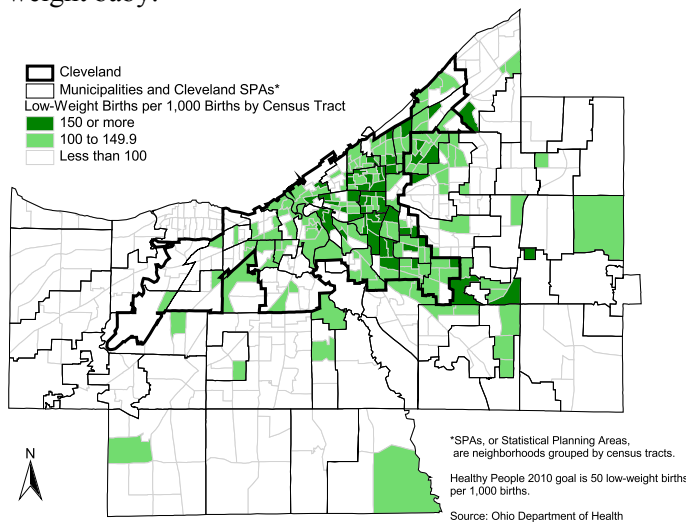 weight baby.
Cleveland
Municipalities and Cleveland SPAs*
Low-Weight Births per 1,000 Births by Census Tract
150 or more
100 to 149.9
Less than 100
N
*SPAs, or Statistical Planning Areas,
are neighborhoods grouped by census tracts.
Healthy People 2010 goal is 50 low-weight births
per 1,000 births.
Source: Ohio Department of Health